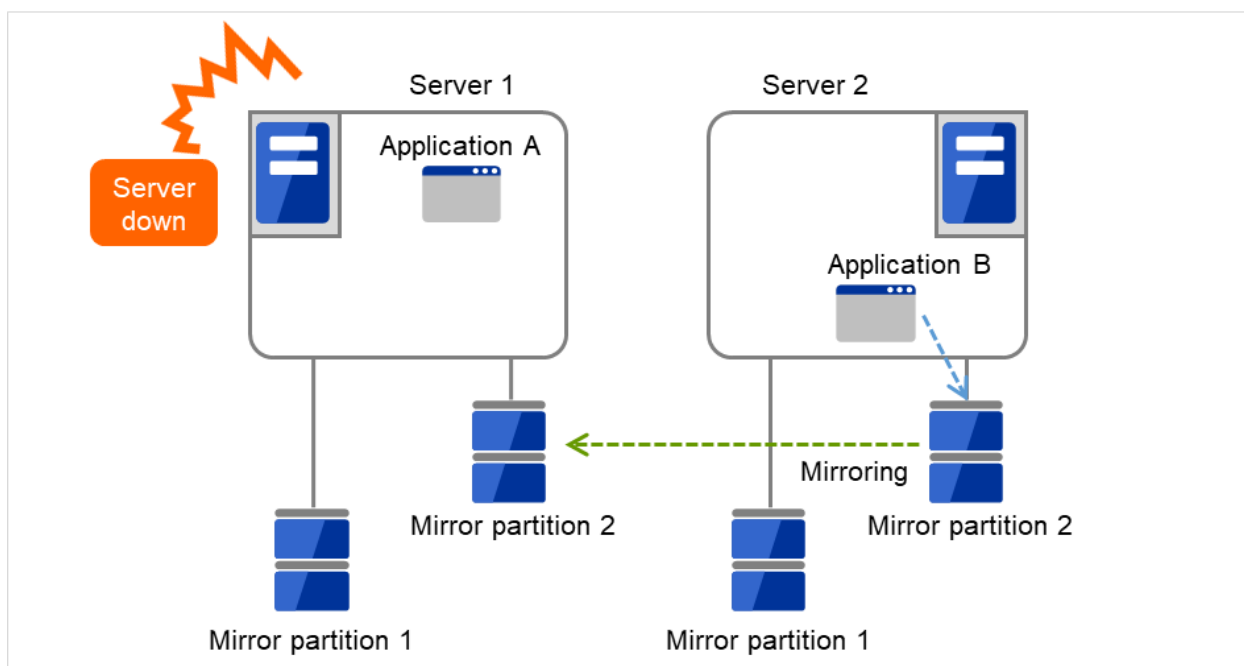 Server 1
Server 2
Application A
Server
down
Application B
Mirroring
Mirror partition 2
Mirror partition 2
Mirror partition 1
Mirror partition 1